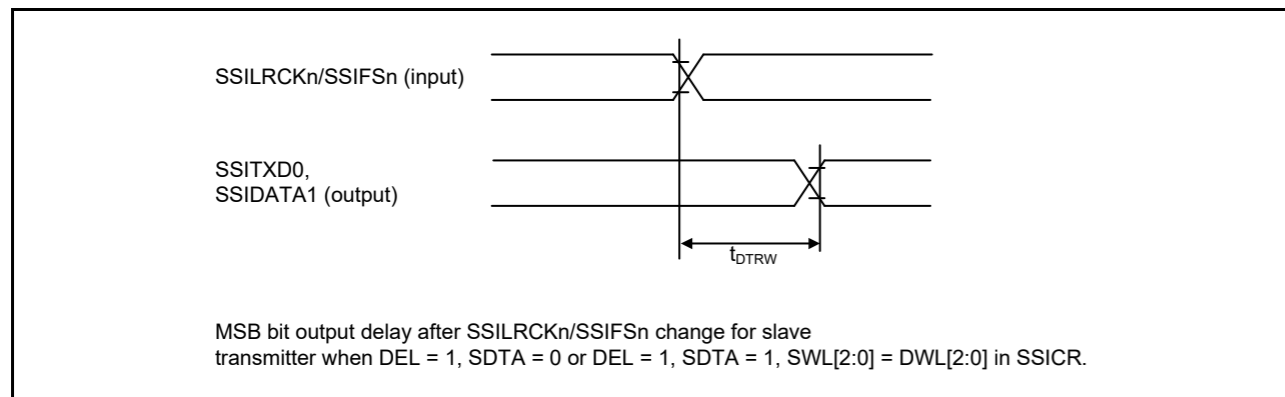 SSILRCKn/SSIFSn (input)
SSITXD0,
SSIDATA1 (output)
tDTRW
MSB bit output delay after SSILRCKn/SSIFSn change for slave
transmitter when DEL = 1, SDTA = 0 or DEL = 1, SDTA = 1, SWL[2:0] = DWL[2:0] in SSICR.